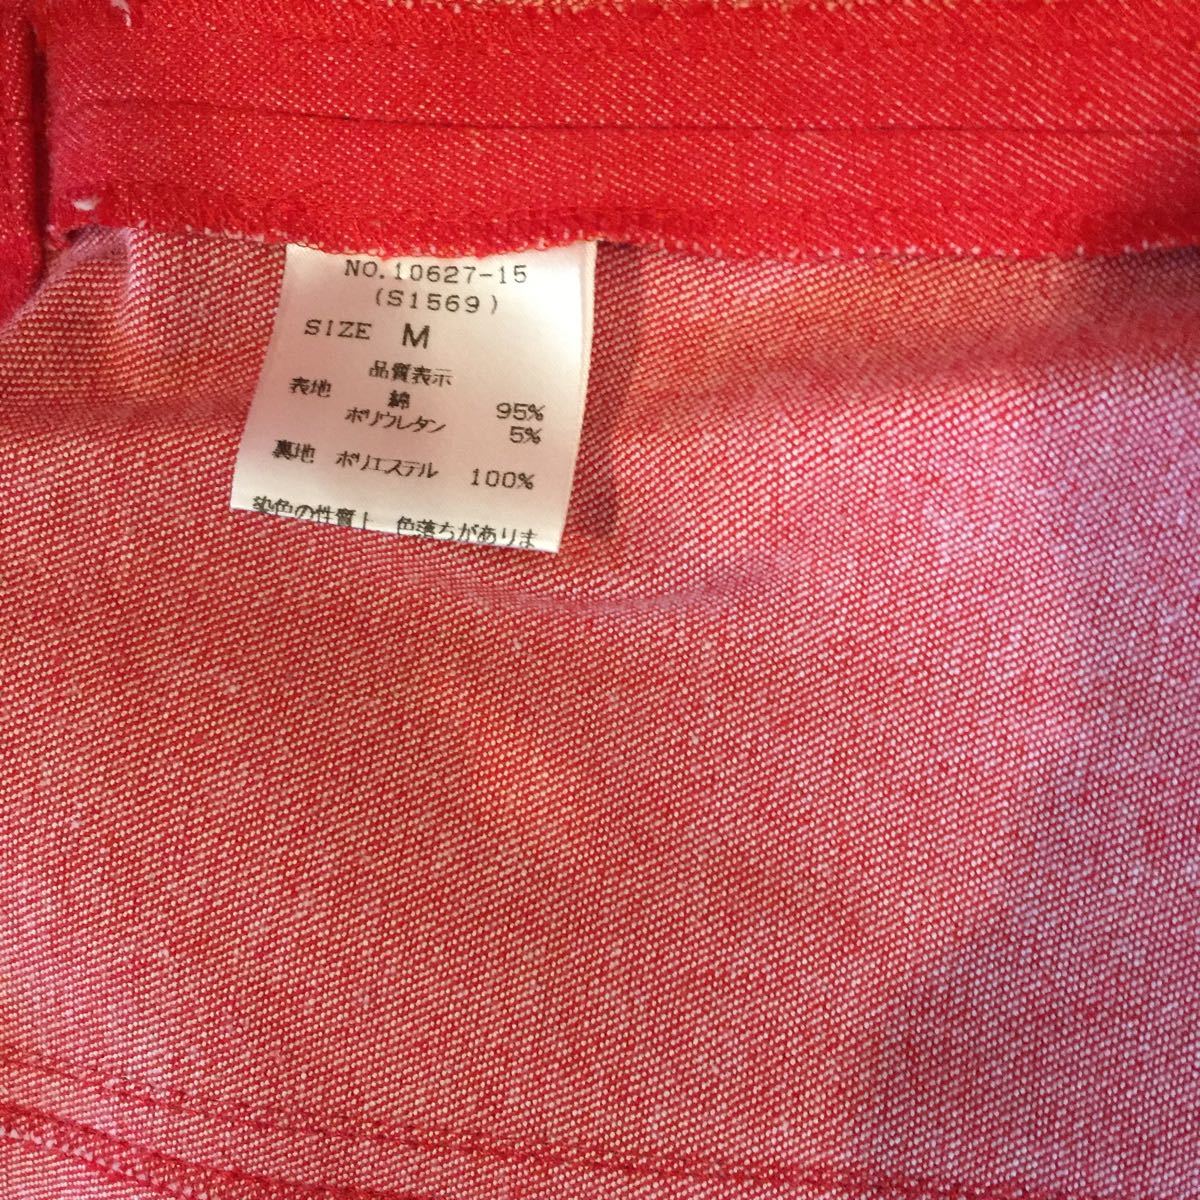 NO.10627-15
(S1569)
SIZE M
品質表示
表地 綿 95%
ポリウレタン 5%
裏地 ポリエステル 100%
染色の性質上、色落ちがありま